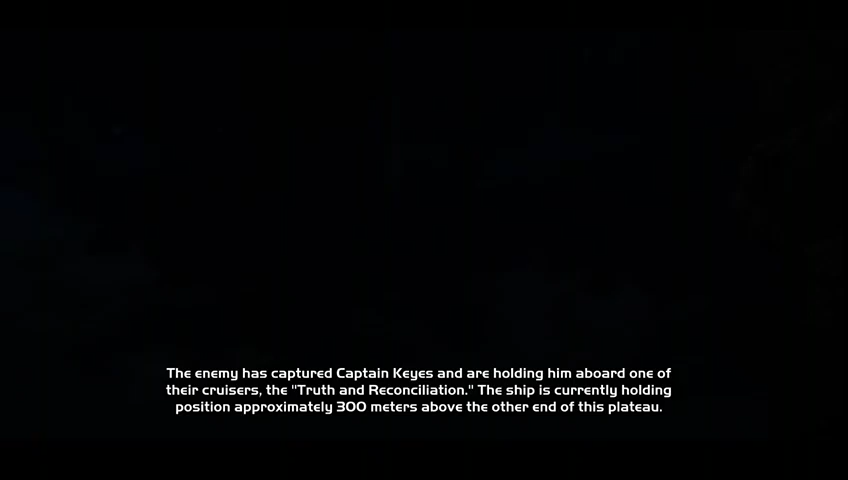 The enemy has captured Captain Keyes and are holding him aboard one of
their cruisers, the "Truth and Reconciliation." The ship is currently holding
position approximately 300 meters above the other end of this plateau.